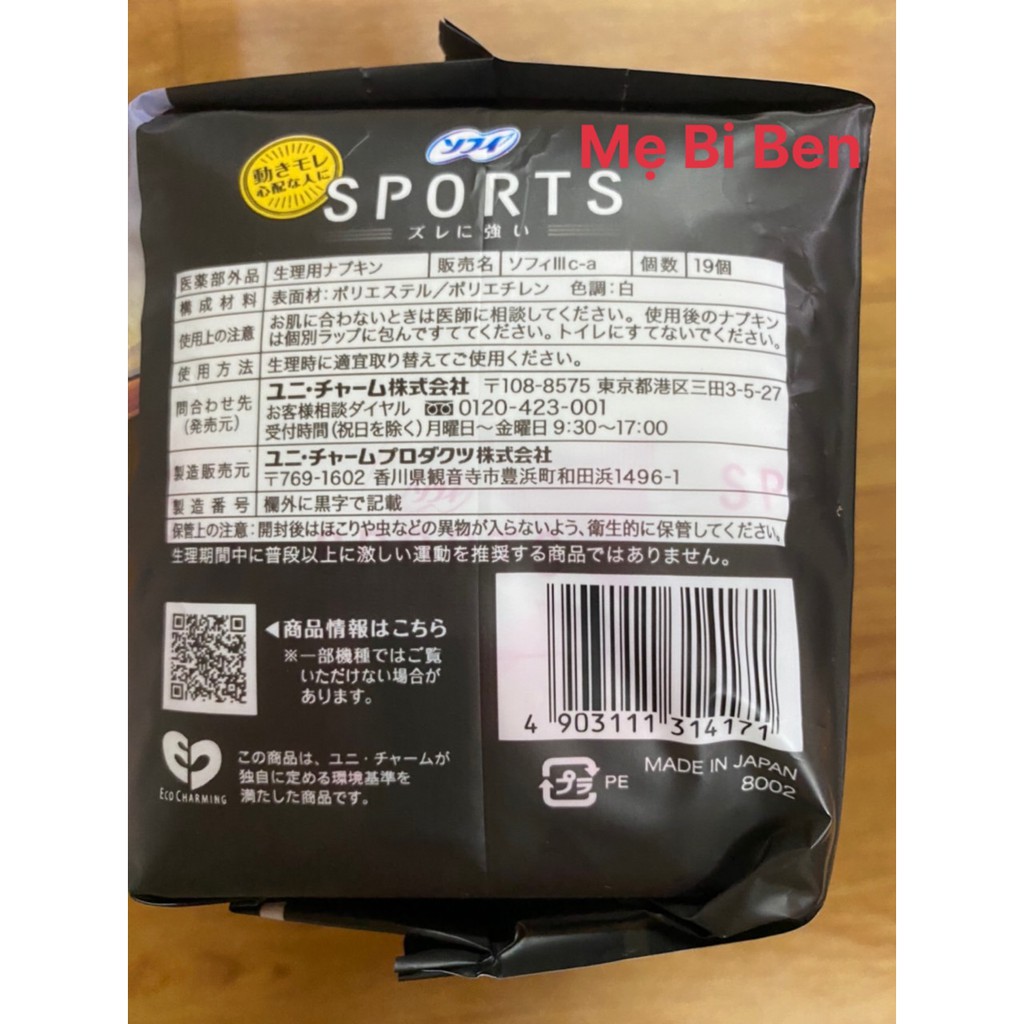 Mẹ Bi Ben
動きモレ
心配な人に
ソフィ
SPORTS
ズレに強い
医薬部外品 生理用ナプキン 販売名 ソフィⅢc-a 個数 19個
構成材料 表面材:ポリエステル/ポリエチレン 色調:白
使用上の注意 お肌に合わないときは医師に相談してください。使用後のナプキン
は個別ラップに包んですててください。トイレにすてないでください。
使用方法 生理時に適宜取り替えてご使用ください。
問合わせ先 ユニ・チャーム株式会社 〒108-8575 東京都港区三田3-5-27
(発売元) お客様相談ダイヤル 0120-423-001
受付時間(祝日を除く)月曜日~金曜日9:30~17:00
製造販売元 ユニ・チャームプロダクツ株式会社
〒769-1602 香川県観音寺市豊浜町和田浜1496-1
製造番号 欄外に黒字で記載
保管上の注意:開封後はほこりや虫などの異物が入らないよう、衛生的に保管してください。
生理期間中に普段以上に激しい運動を推奨する商品ではありません。
SP
◀商品情報はこちら
※一部機種ではご覧
いただけない場合が
あります。
4 903111 314171
ECO CHARMING
この商品は、ユニ・チャームが
独自に定める環境基準を
満たした商品です。
プラ PE
MADE IN JAPAN
8002